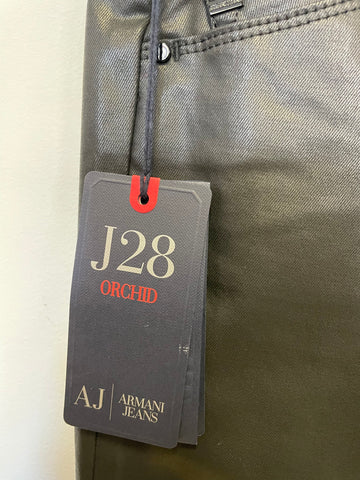 J28
ORCHID
AJ | ARMANI
JEANS